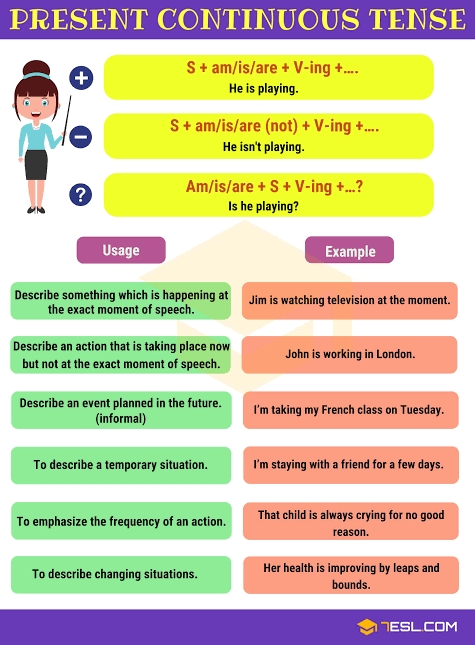 PRESENT CONTINUOUS TENSE
+
S + am/is/are + V-ing +….
He is playing.
−
S + am/is/are (not) + V-ing +….
He isn't playing.
?
Am/is/are + S + V-ing +…?
Is he playing?
Usage
Example
Describe something which is happening at
the exact moment of speech.
Jim is watching television at the moment.
Describe an action that is taking place now
but not at the exact moment of speech.
John is working in London.
Describe an event planned in the future.
(informal)
I'm taking my French class on Tuesday.
To describe a temporary situation.
I'm staying with a friend for a few days.
To emphasize the frequency of an action.
That child is always crying for no good
reason.
To describe changing situations.
Her health is improving by leaps and
bounds.
7ESL.COM